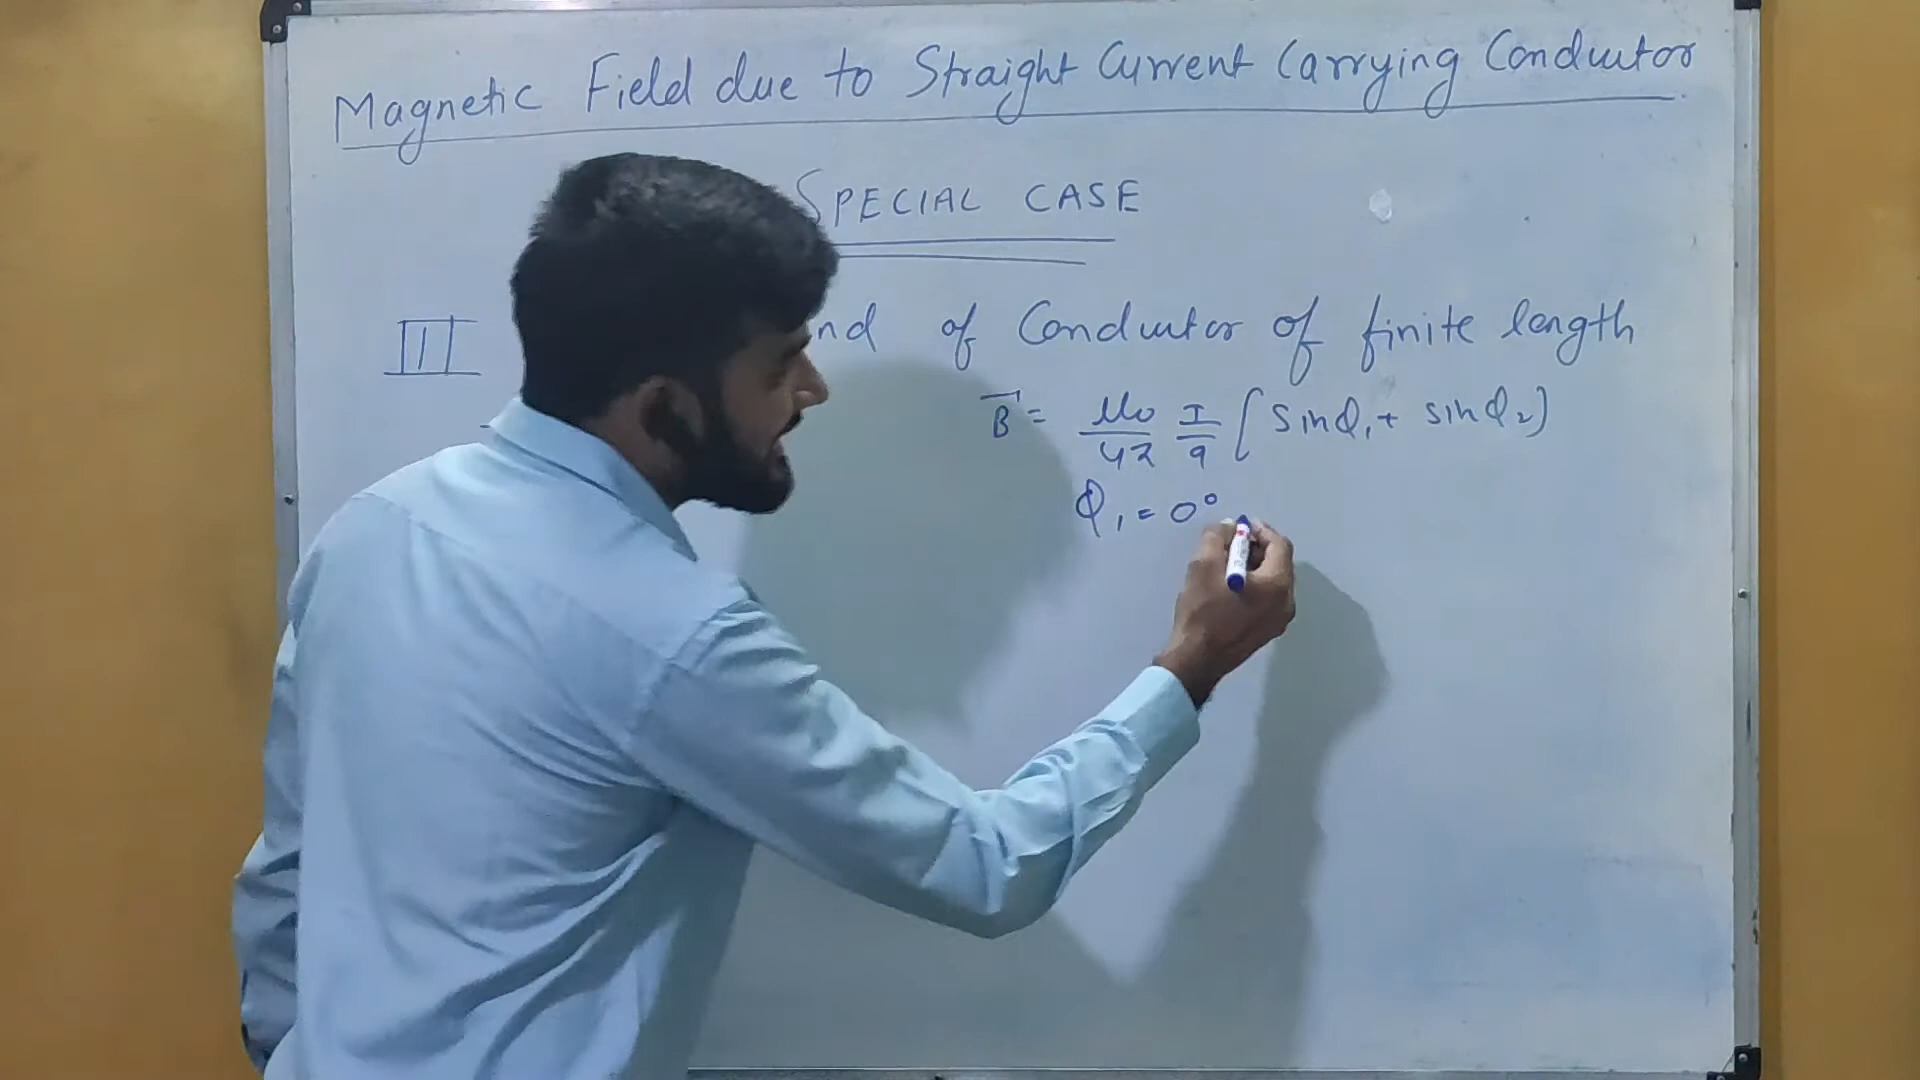 Magnetic Field due to Straight Current Carrying Conductor
SPECIAL CASE
III nd of Conductor of finite length
B⃗ = μ₀/4π I/a [sinϕ₁ + sinϕ₂]
ϕ₁ = 0°